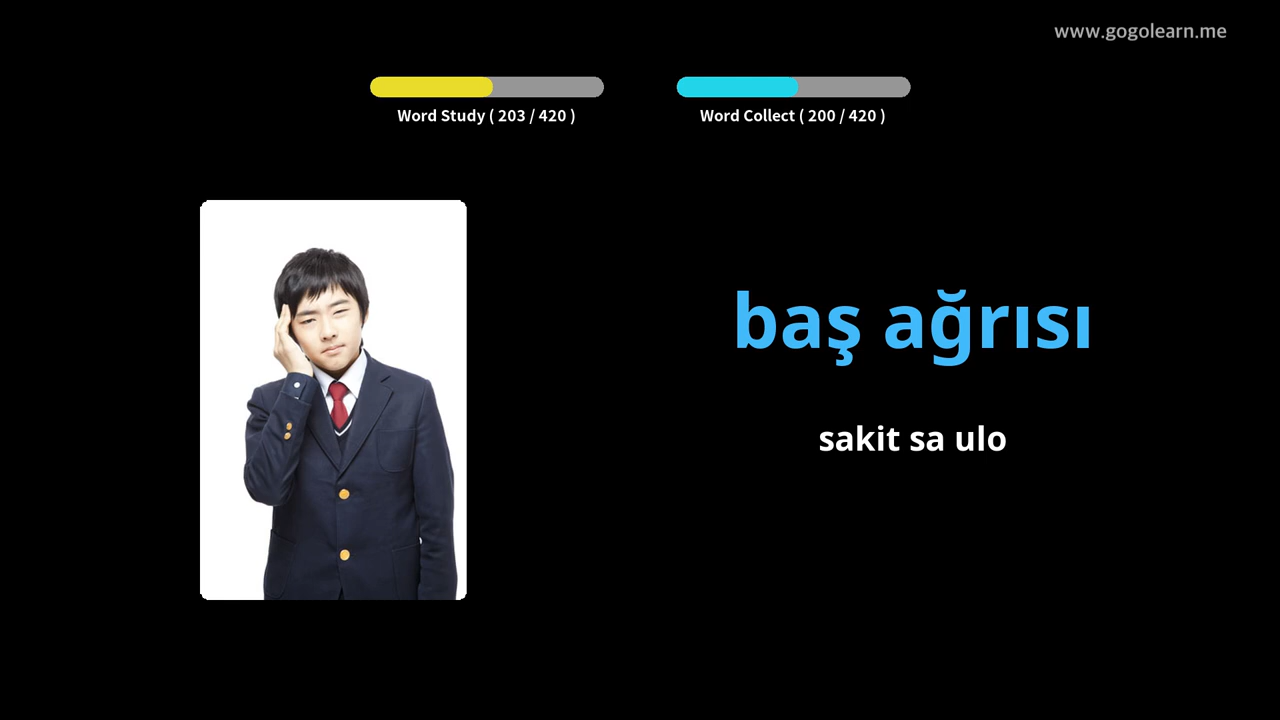 www.gogolearn.me
Word Study ( 203 / 420 )
Word Collect ( 200 / 420 )
baş ağrısı
sakit sa ulo